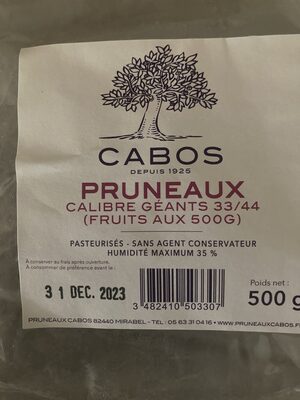 CABOS
DEPUIS 1925
PRUNEAUX
CALIBRE GÉANTS 33/44
(FRUITS AUX 500G)
PASTEURISÉS - SANS AGENT CONSERVATEUR
HUMIDITÉ MAXIMUM 35 %
À conserver au frais après ouverture.
À consommer de préférence avant le :
31 DEC. 2023
3 482410 503307
Poids net :
500 g
PRUNEAUX CABOS 82440 MIRABEL - TEL : 05 63 31 04 16 • WWW.PRUNEAUXCABOS.F